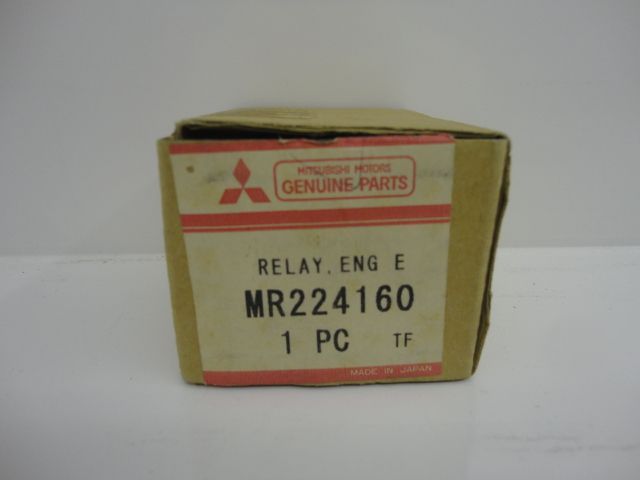 MITSUBISHI MOTORS
GENUINE PARTS
RELAY, ENG E
MR224160
1 PC TF
MADE IN JAPAN